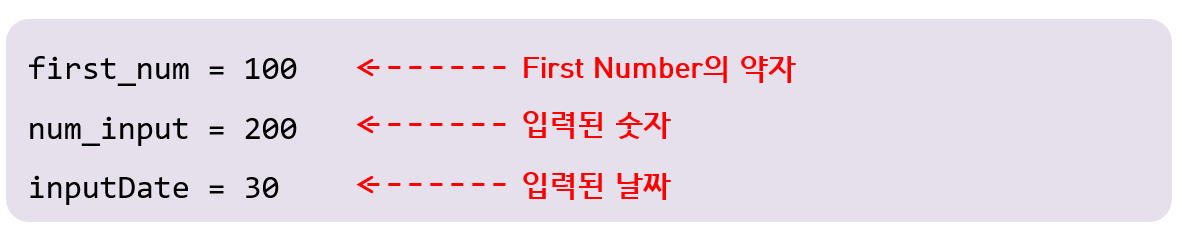 first_num = 100 <------- First Number의 약자
num_input = 200 <------- 입력된 숫자
inputDate = 30 <------- 입력된 날짜